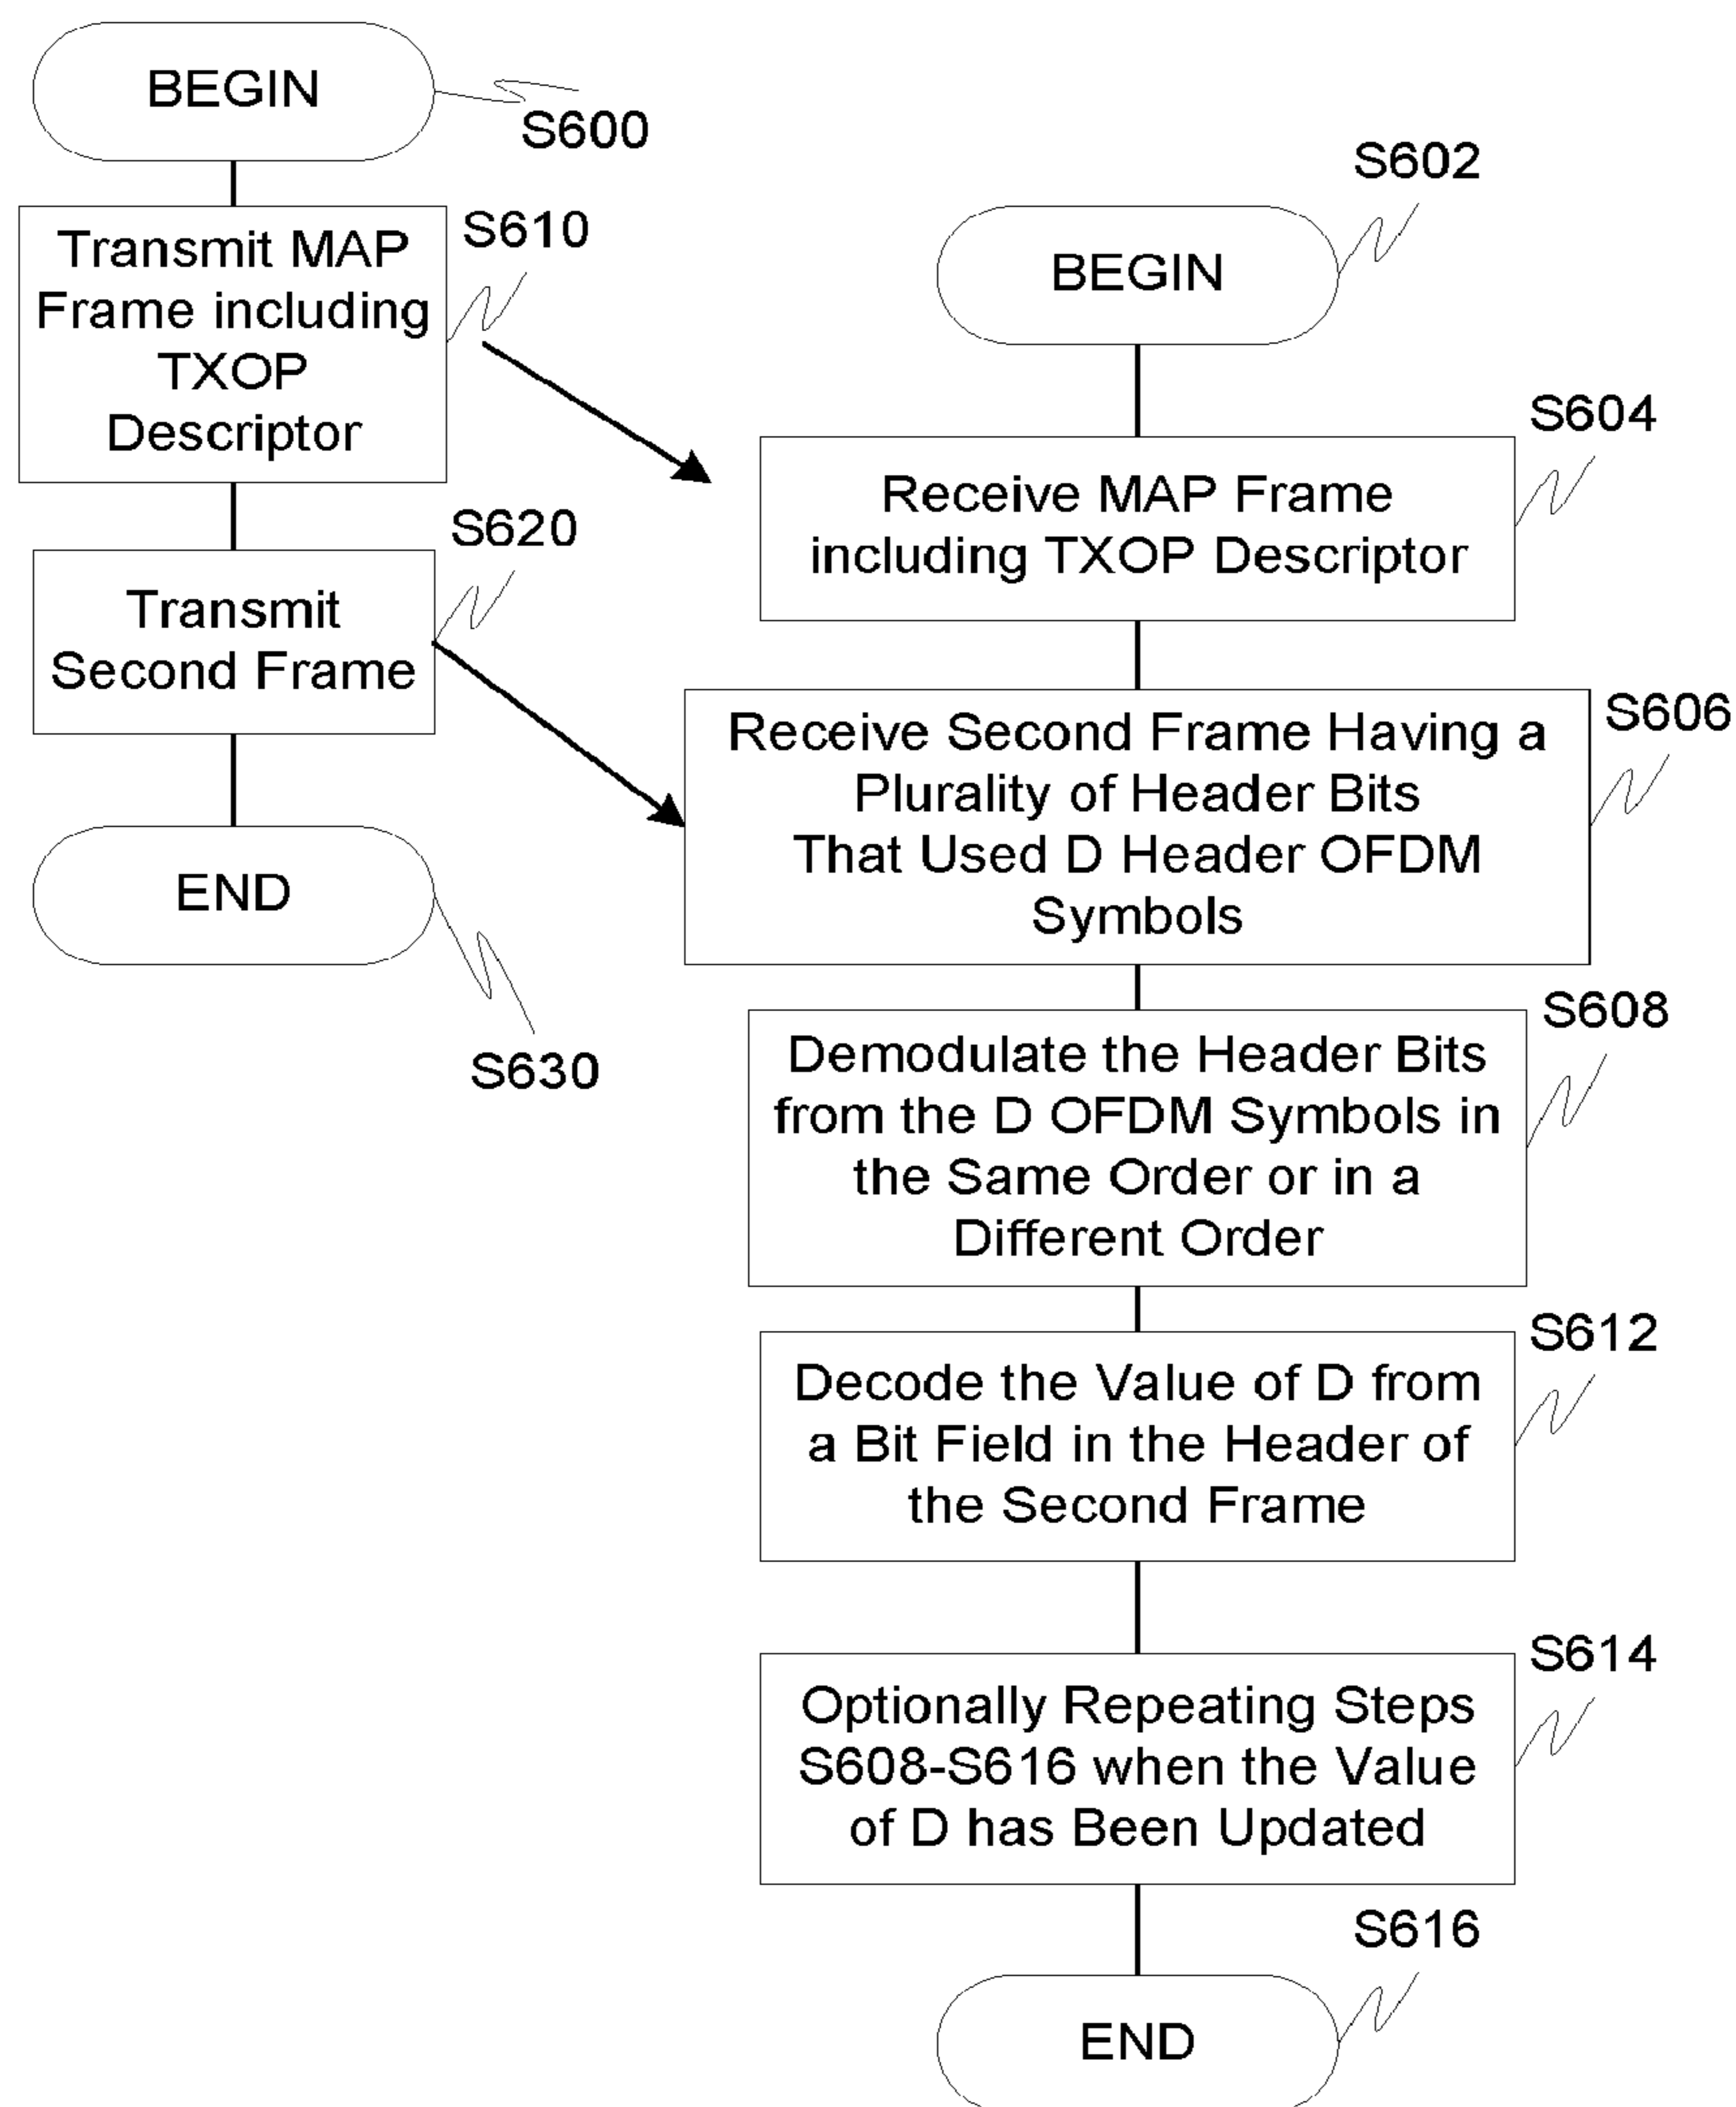 BEGIN
S600
Transmit MAP
Frame including
TXOP
Descriptor
S610
S620
Transmit
Second Frame
END
S630
S602
BEGIN
S604
Receive MAP Frame
including TXOP Descriptor
S606
Receive Second Frame Having a
Plurality of Header Bits
That Used D Header OFDM
Symbols
S608
Demodulate the Header Bits
from the D OFDM Symbols in
the Same Order or in a
Different Order
S612
Decode the Value of D from
a Bit Field in the Header of
the Second Frame
S614
Optionally Repeating Steps
S608-S616 when the Value
of D has Been Updated
S616
END